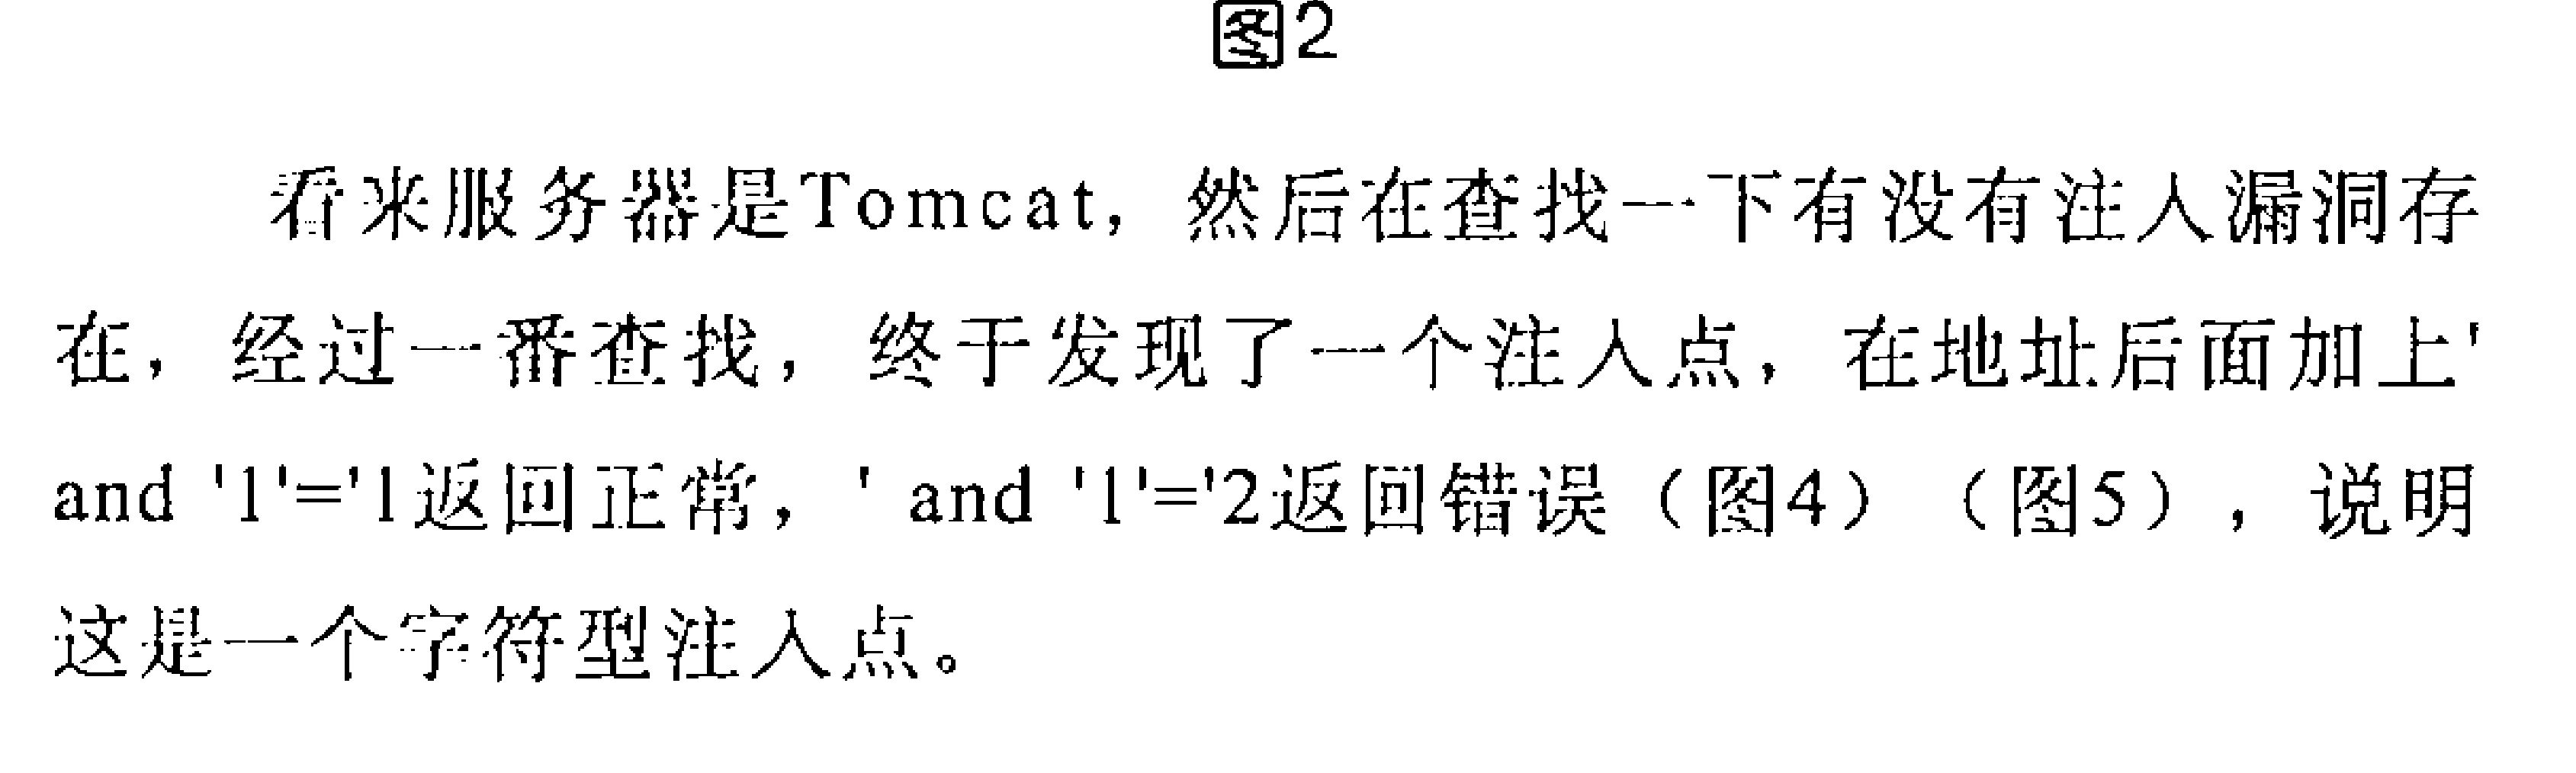 图2
看来服务器是Tomcat，然后在查找一下有没有注入漏洞存
在，经过一番查找，终于发现了一个注入点，在地址后面加上'
and '1'='1返回正常，' and '1'='2返回错误（图4）（图5），说明
这是一个字符型注入点。